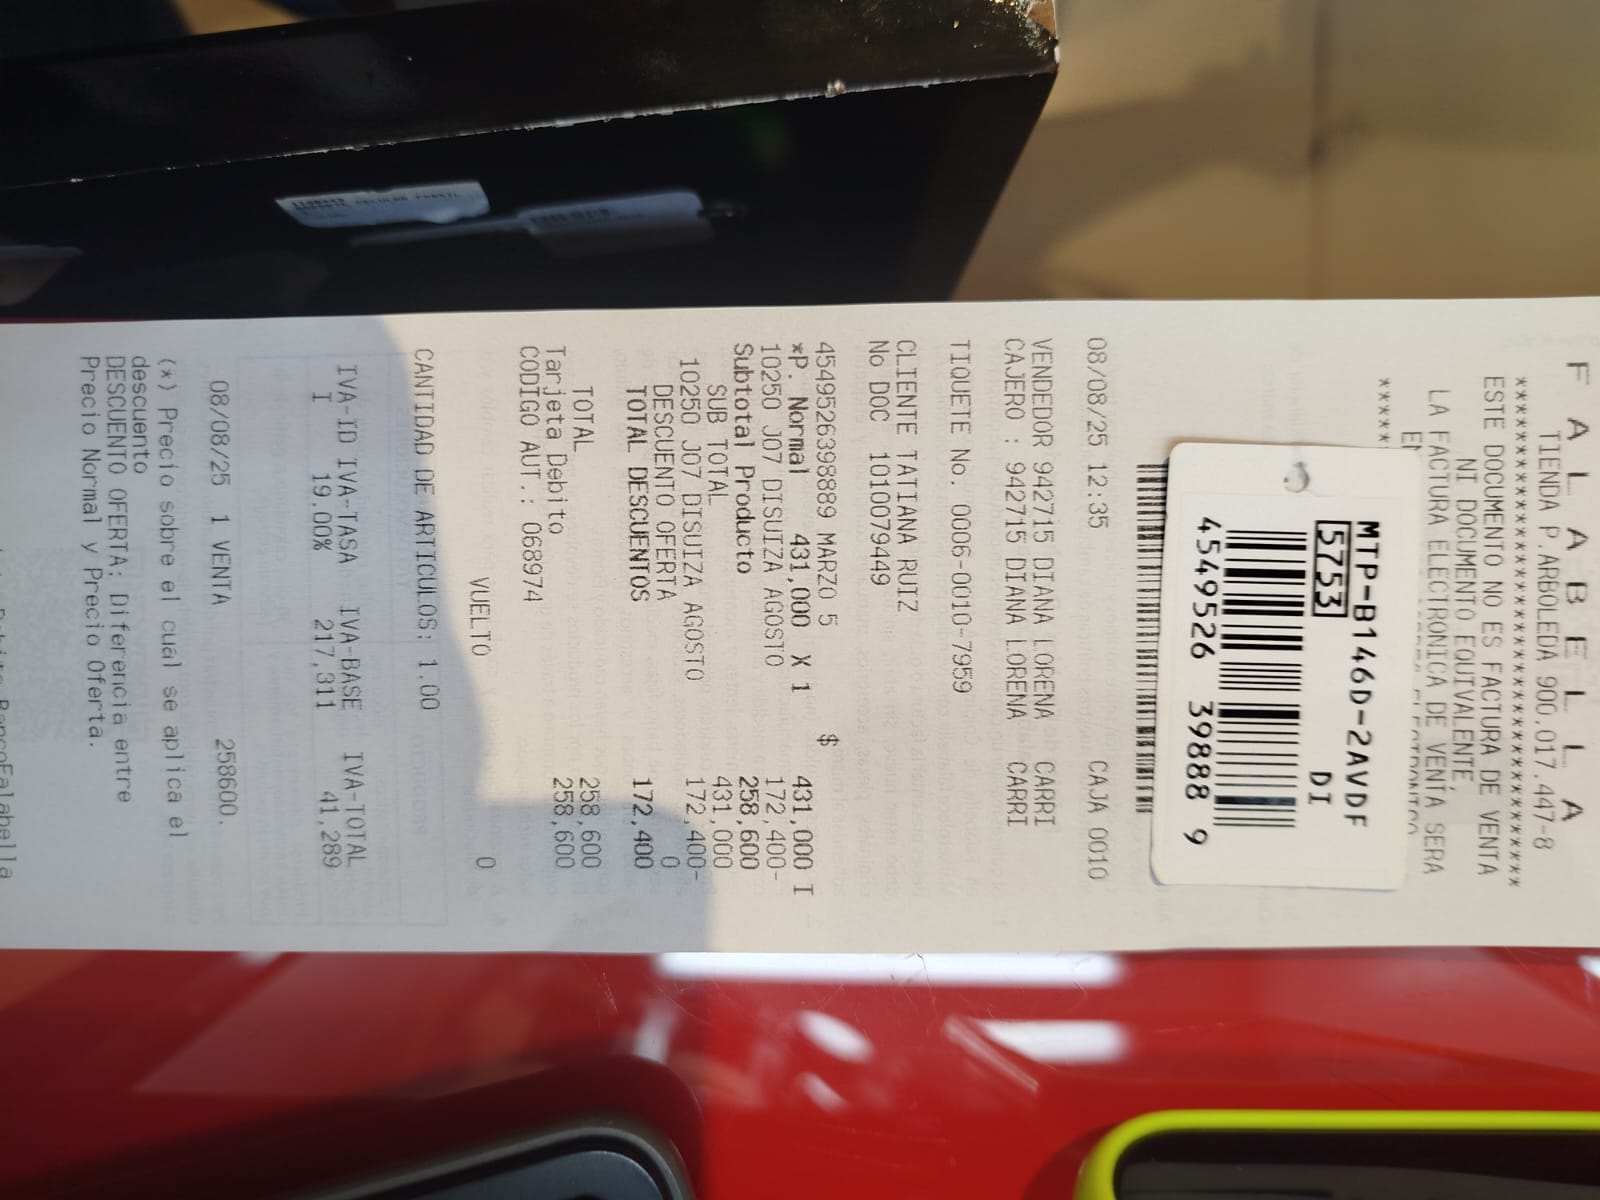 F A L A B E L L A
TIENDA P.ARBOLEDA 900.017.447-8
ESTE DOCUMENTO NO ES FACTURA DE VENTA
NI DOCUMENTO EQUIVALENTE,
LA FACTURA ELECTRONICA DE VENTA SERA
MTP-B146D-2AVDF
5753 DI
4549526 39888 9
08/08/25 12:35 CAJA 0010
VENDEDOR 942715 DIANA LORENA CARRI
CAJERO : 942715 DIANA LORENA CARRI
TIQUETE No. 0006-0010-7959
CLIENTE TATIANA RUIZ
No DOC 1010079449
4549526398889 MARZO 5 $
*P. Normal 431,000 X 1 431,000 I
10250 J07 DISUIZA AGOSTO 172,400-
Subtotal Producto 258,600
SUB TOTAL 431,000
10250 J07 DISUIZA AGOSTO 172,400-
DESCUENTO OFERTA 0
TOTAL DESCUENTOS 172,400
TOTAL 258,600
Tarjeta Debito 258,600
CODIGO AUT.: 068974
VUELTO 0
CANTIDAD DE ARTICULOS: 1.00
IVA-ID IVA-TASA IVA-BASE IVA-TOTAL
I 19.00% 217,311 41,289
08/08/25 1 VENTA 258600.
(*) Precio sobre el cual se aplica el
descuento
DESCUENTO OFERTA: Diferencia entre
Precio Normal y Precio Oferta.